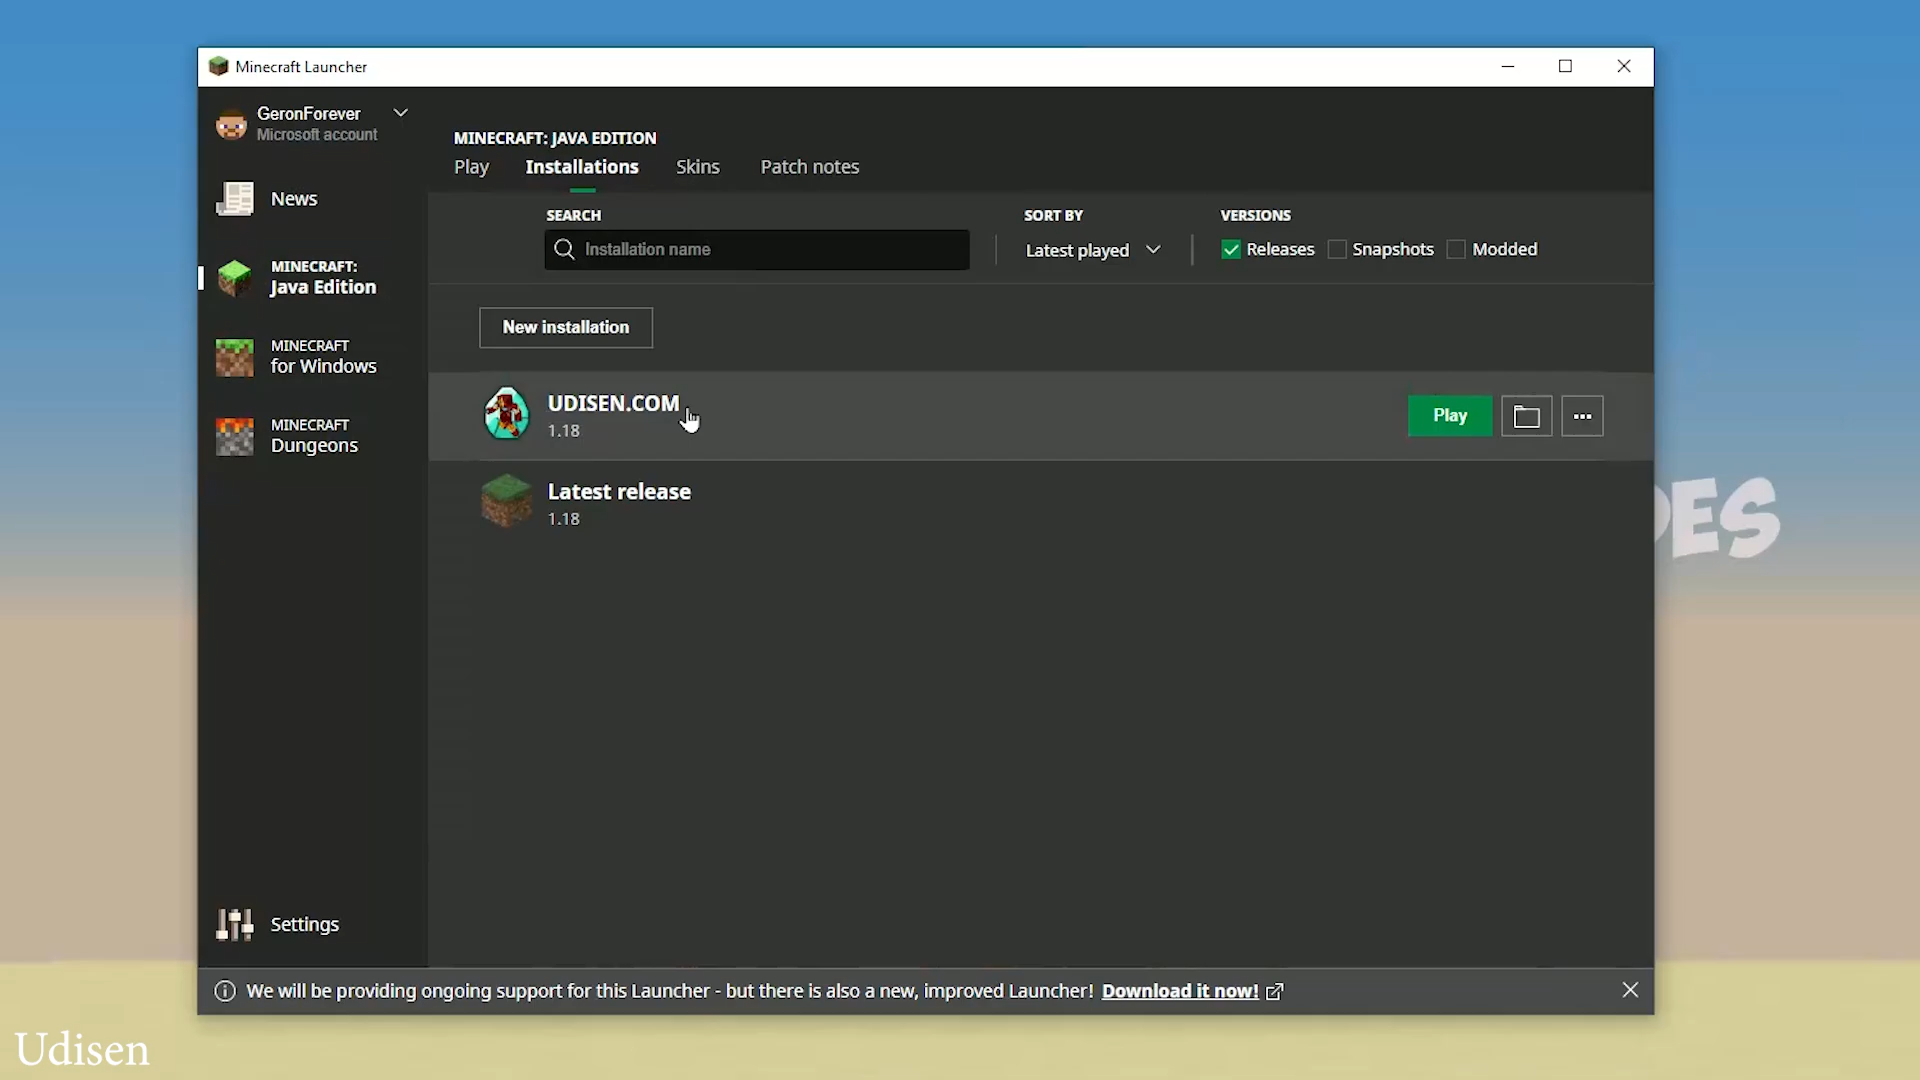 Minecraft Launcher
GeronForever
Microsoft account
News
MINECRAFT:
Java Edition
MINECRAFT
for Windows
MINECRAFT
Dungeons
Settings
MINECRAFT: JAVA EDITION
Play Installations Skins Patch notes
SEARCH SORT BY VERSIONS
Installation name Latest played Releases Snapshots Modded
New installation
UDISEN.COM
1.18
Play
Latest release
1.18
We will be providing ongoing support for this Launcher - but there is also a new, improved Launcher! Download it now!
Udisen